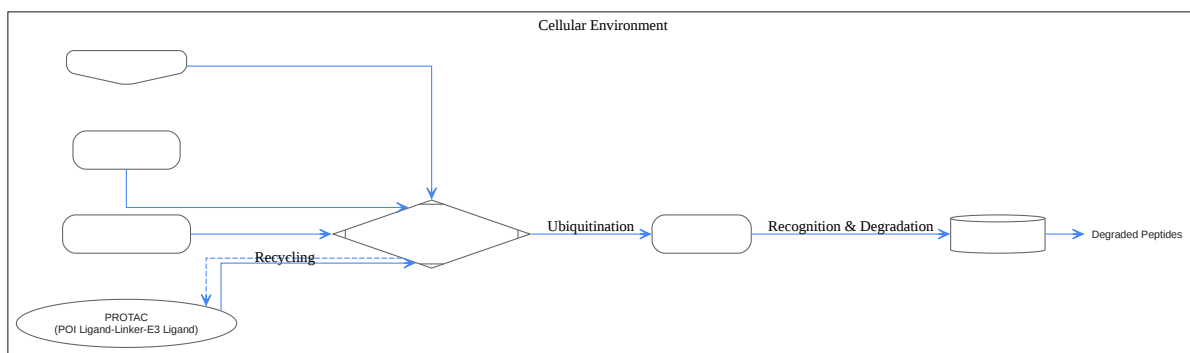 Cellular Environment
Ubiquitination
Recognition & Degradation
Degraded Peptides
Recycling
PROTAC
(POI Ligand-Linker-E3 Ligand)